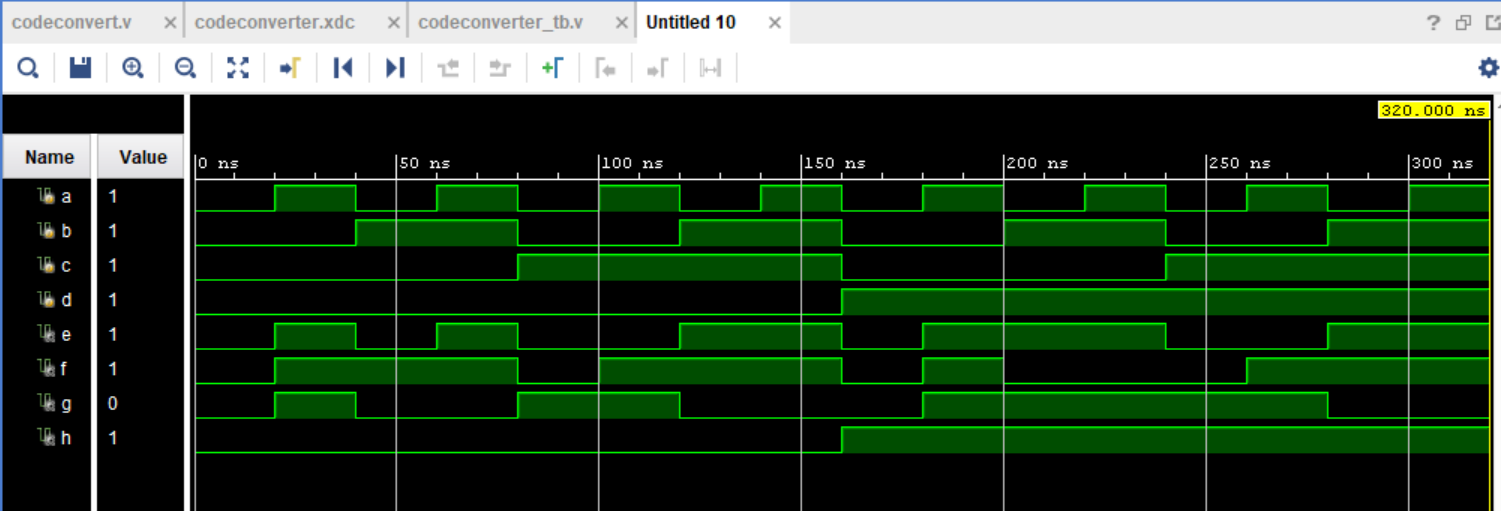 codeconvert.v × codeconverter.xdc × codeconverter_tb.v × Untitled 10 × ?
320.000 ns
Name Value 0 ns 50 ns 100 ns 150 ns 200 ns 250 ns 300 ns
a 1
b 1
c 1
d 1
e 1
f 1
g 0
h 1